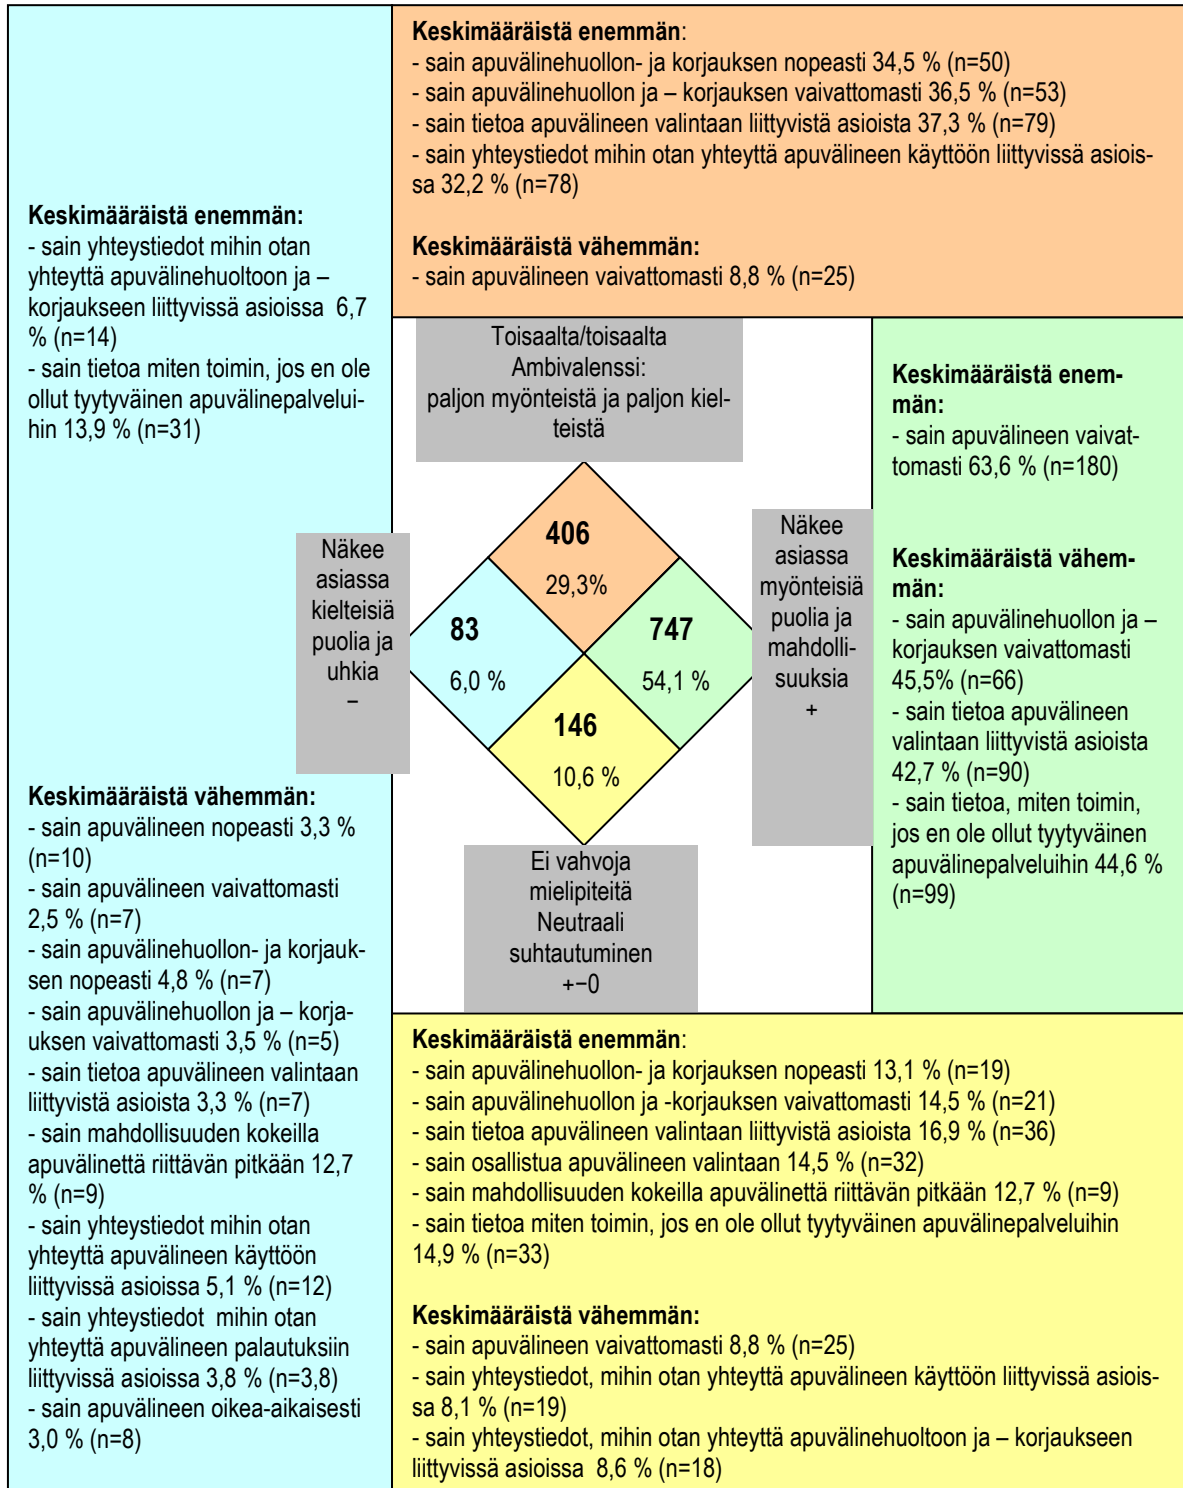 Keskimääräistä enemmän:
- sain apuvälinehuollon- ja korjauksen nopeasti 34,5 % (n=50)
- sain apuvälinehuollon ja – korjauksen vaivattomasti 36,5 % (n=53)
- sain tietoa apuvälineen valintaan liittyvistä asioista 37,3 % (n=79)
- sain yhteystiedot mihin otan yhteyttä apuvälineen käyttöön liittyvissä asiois-
sa 32,2 % (n=78)
Keskimääräistä vähemmän:
- sain apuvälineen vaivattomasti 8,8 % (n=25)
Keskimääräistä enemmän:
- sain yhteystiedot mihin otan
yhteyttä apuvälinehuoltoon ja –
korjaukseen liittyvissä asioissa 6,7
% (n=14)
- sain tietoa miten toimin, jos en ole
ollut tyytyväinen apuvälinepalvelui-
hin 13,9 % (n=31)
Keskimääräistä vähemmän:
- sain apuvälineen nopeasti 3,3 %
(n=10)
- sain apuvälineen vaivattomasti
2,5 % (n=7)
- sain apuvälinehuollon- ja korjauk-
sen nopeasti 4,8 % (n=7)
- sain apuvälinehuollon ja – korja-
uksen vaivattomasti 3,5 % (n=5)
- sain tietoa apuvälineen valintaan
liittyvistä asioista 3,3 % (n=7)
- sain mahdollisuuden kokeilla
apuvälinettä riittävän pitkään 12,7
% (n=9)
- sain yhteystiedot mihin otan
yhteyttä apuvälineen käyttöön
liittyvissä asioissa 5,1 % (n=12)
- sain yhteystiedot mihin otan
yhteyttä apuvälineen palautuksiin
liittyvissä asioissa 3,8 % (n=3,8)
- sain apuvälineen oikea-aikaisesti
3,0 % (n=8)
Toisaalta/toisaalta
Ambivalenssi:
paljon myönteistä ja paljon kiel-
teistä
Näkee
asiassa
kielteisiä
puolia ja
uhkia
–
406
29,3%
83
6,0 %
747
54,1 %
146
10,6 %
Näkee
asiassa
myönteisiä
puolia ja
mahdolli-
suuksia
+
Ei vahvoja
mielipiteitä
Neutraali
suhtautuminen
+−0
Keskimääräistä enem-
män:
- sain apuvälineen vaivat-
tomasti 63,6 % (n=180)
Keskimääräistä vähem-
män:
- sain apuvälinehuollon ja –
korjauksen vaivattomasti
45,5% (n=66)
- sain tietoa apuvälineen
valintaan liittyvistä asioista
42,7 % (n=90)
- sain tietoa, miten toimin,
jos en ole ollut tyytyväinen
apuvälinepalveluihin 44,6 %
(n=99)
Keskimääräistä enemmän:
- sain apuvälinehuollon- ja korjauksen nopeasti 13,1 % (n=19)
- sain apuvälinehuollon ja -korjauksen vaivattomasti 14,5 % (n=21)
- sain tietoa apuvälineen valintaan liittyvistä asioista 16,9 % (n=36)
- sain osallistua apuvälineen valintaan 14,5 % (n=32)
- sain mahdollisuuden kokeilla apuvälinettä riittävän pitkään 12,7 % (n=9)
- sain tietoa miten toimin, jos en ole ollut tyytyväinen apuvälinepalveluihin
14,9 % (n=33)
Keskimääräistä vähemmän:
- sain apuvälineen vaivattomasti 8,8 % (n=25)
- sain yhteystiedot, mihin otan yhteyttä apuvälineen käyttöön liittyvissä asiois-
sa 8,1 % (n=19)
- sain yhteystiedot, mihin otan yhteyttä apuvälinehuoltoon ja – korjaukseen
liittyvissä asioissa 8,6 % (n=18)